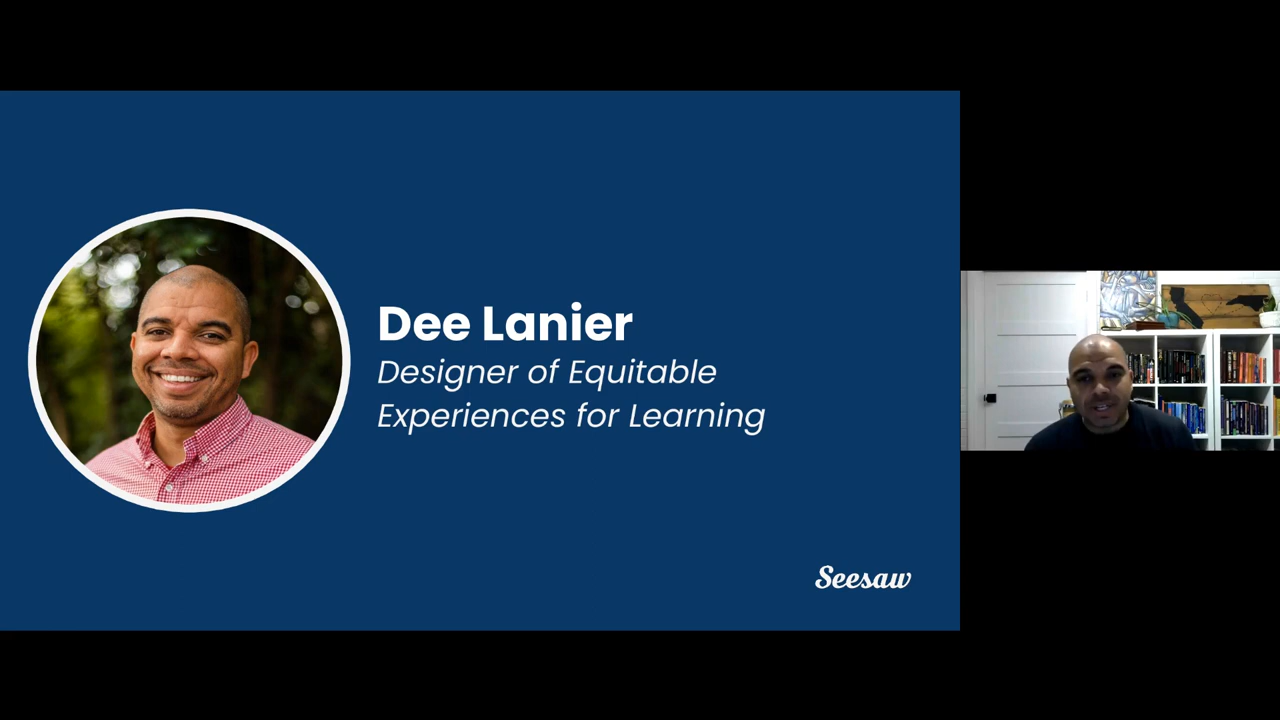 Dee Lanier
Designer of Equitable
Experiences for Learning
Seesaw